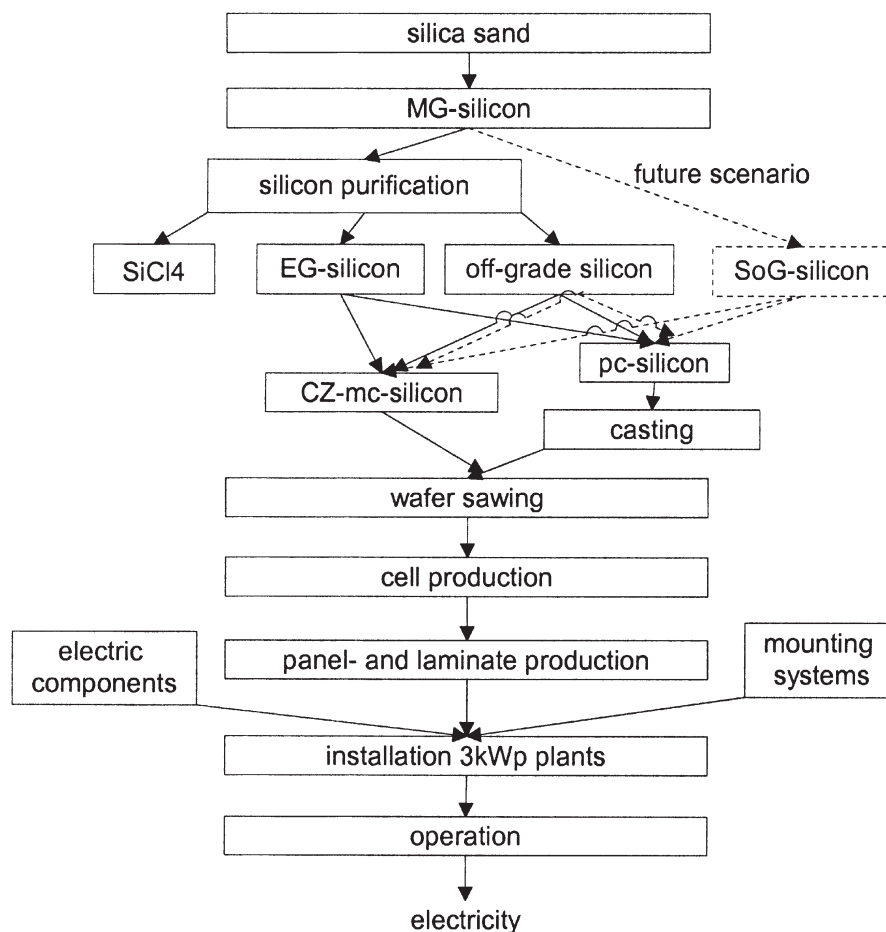 silica sand
MG-silicon
future scenario
silicon purification
SiCl4
EG-silicon
off-grade silicon
SoG-silicon
pc-silicon
CZ-mc-silicon
casting
wafer sawing
cell production
electric
components
panel- and laminate production
mounting
systems
installation 3kWp plants
operation
electricity